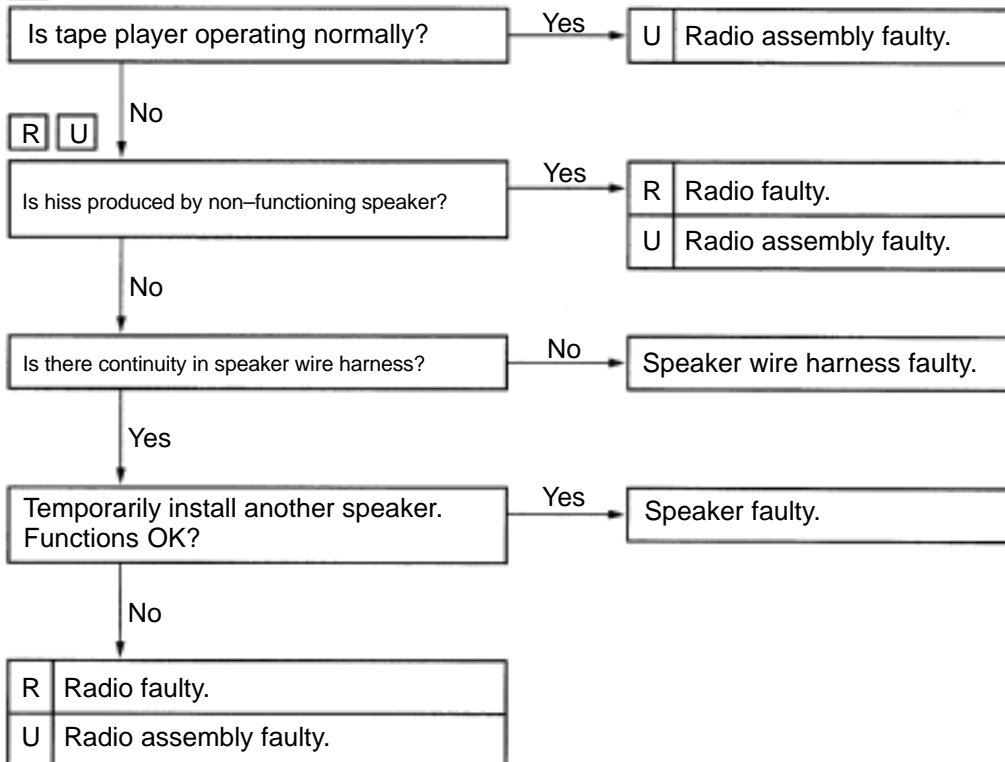 Is tape player operating normally?
Yes
U Radio assembly faulty.
No
R U
Is hiss produced by non–functioning speaker?
Yes
R Radio faulty.
U Radio assembly faulty.
No
Is there continuity in speaker wire harness?
No
Speaker wire harness faulty.
Yes
Temporarily install another speaker.
Functions OK?
Yes
Speaker faulty.
No
R Radio faulty.
U Radio assembly faulty.